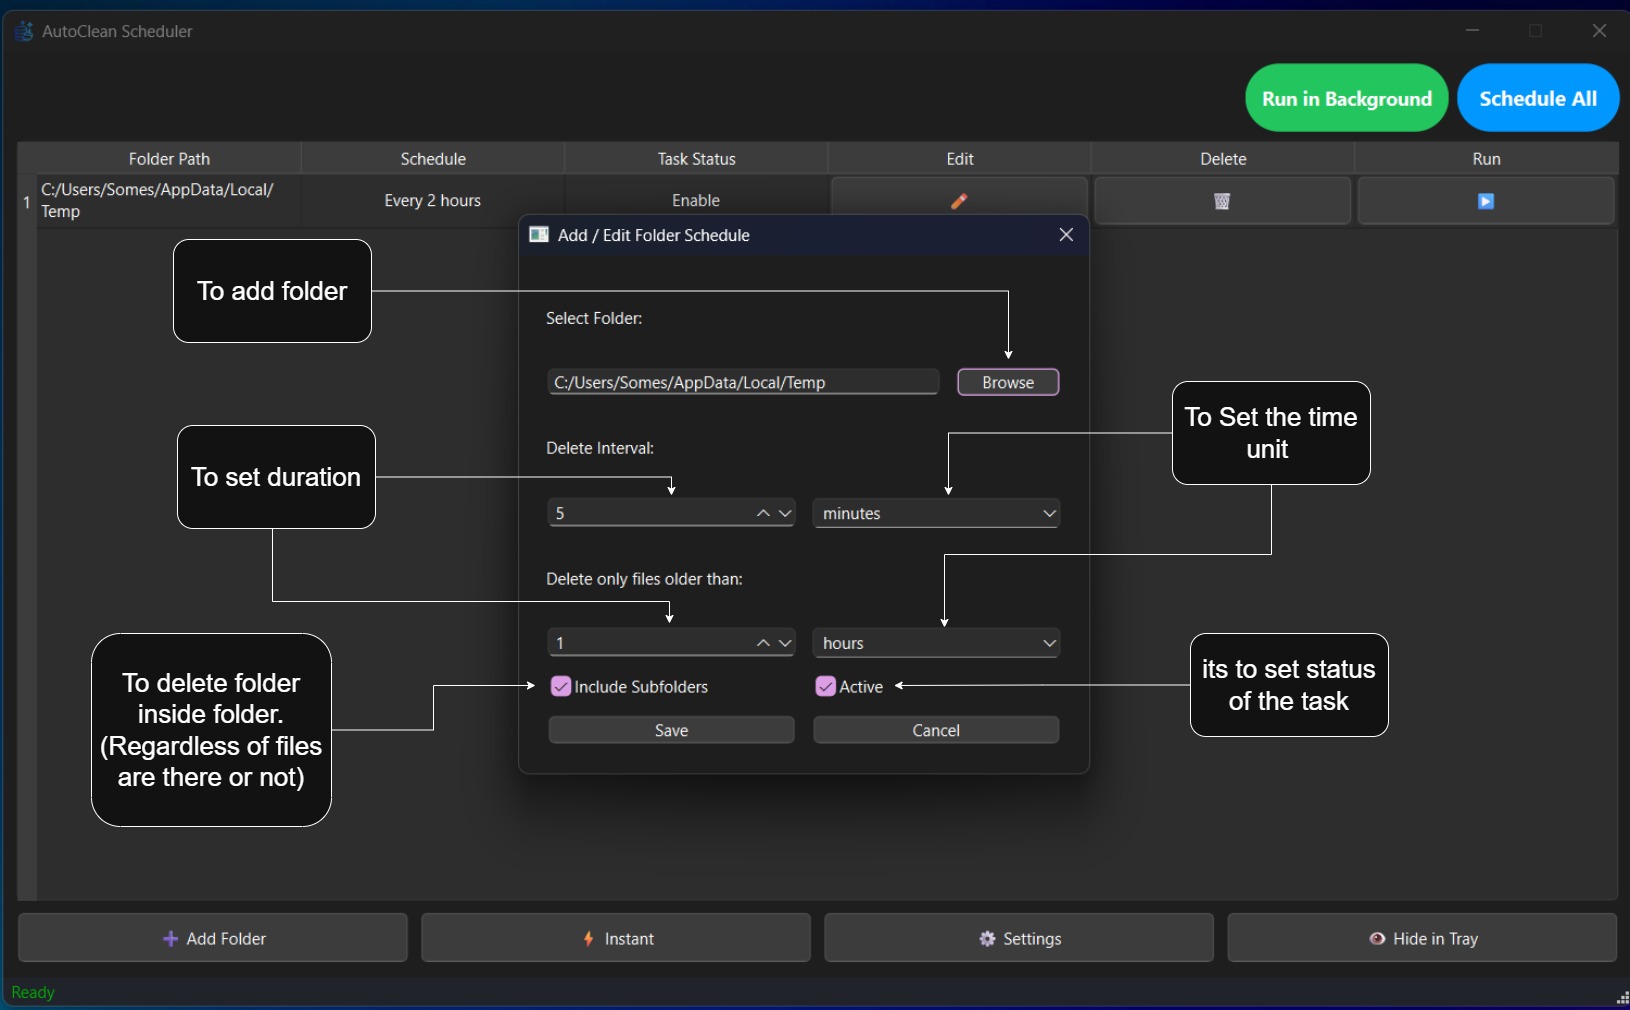 AutoClean Scheduler
Run in Background
Schedule All
Folder Path
Schedule
Task Status
Edit
Delete
Run
1
C:/Users/Somes/AppData/Local/
Temp
Every 2 hours
Enable
Add / Edit Folder Schedule
To add folder
Select Folder:
C:/Users/Somes/AppData/Local/Temp
Browse
To Set the time
unit
Delete Interval:
To set duration
5
minutes
Delete only files older than:
1
hours
To delete folder
inside folder.
(Regardless of files
are there or not)
Include Subfolders
Active
its to set status
of the task
Save
Cancel
Add Folder
Instant
Settings
Hide in Tray
Ready